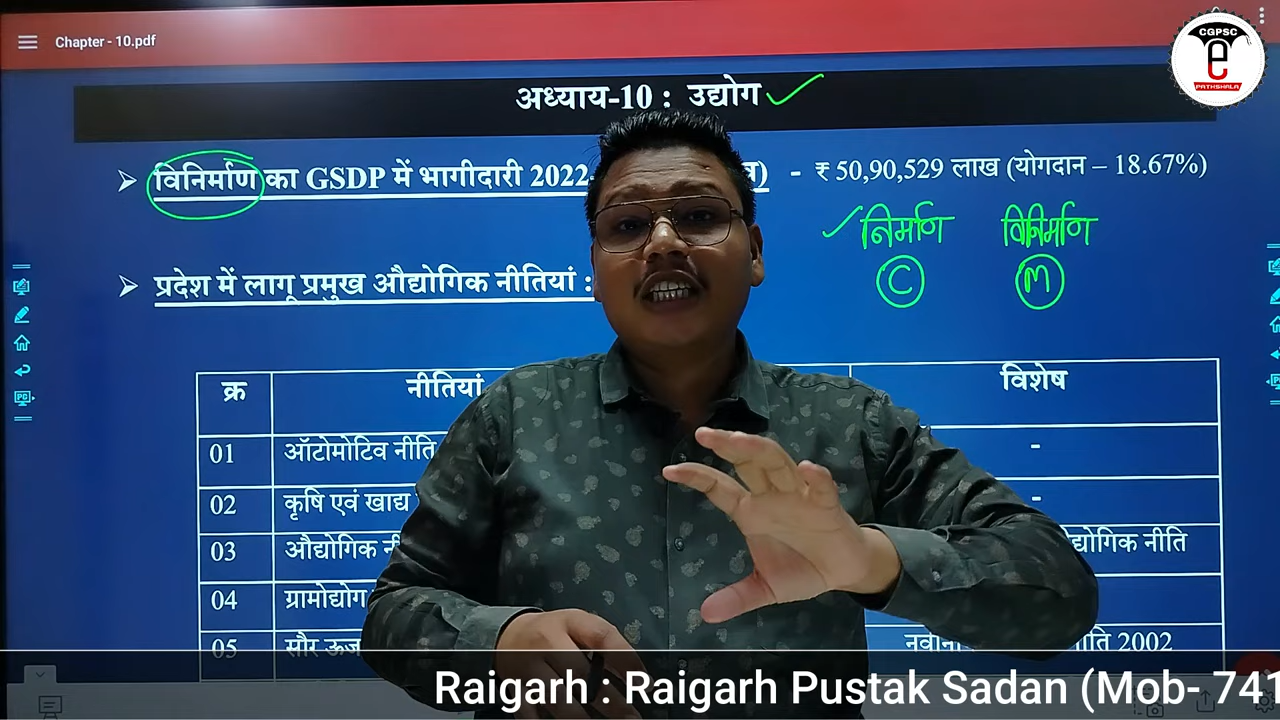 Chapter - 10.pdf
CGPSC
e
PATHSHALA
अध्याय-10 : उद्योग
विनिर्माण का GSDP में भागीदारी 2022- ) - ₹ 50,90,529 लाख (योगदान – 18.67%)
निर्माण विनिर्माण
C M
प्रदेश में लागू प्रमुख औद्योगिक नीतियां :
क्र नीतियां विशेष
01 ऑटोमोटिव नीति -
02 कृषि एवं खाद्य -
03 औद्योगिक नी द्योगिक नीति
04 ग्रामोद्योग
05 सौर ऊर्ज 2002
Raigarh : Raigarh Pustak Sadan (Mob- 741